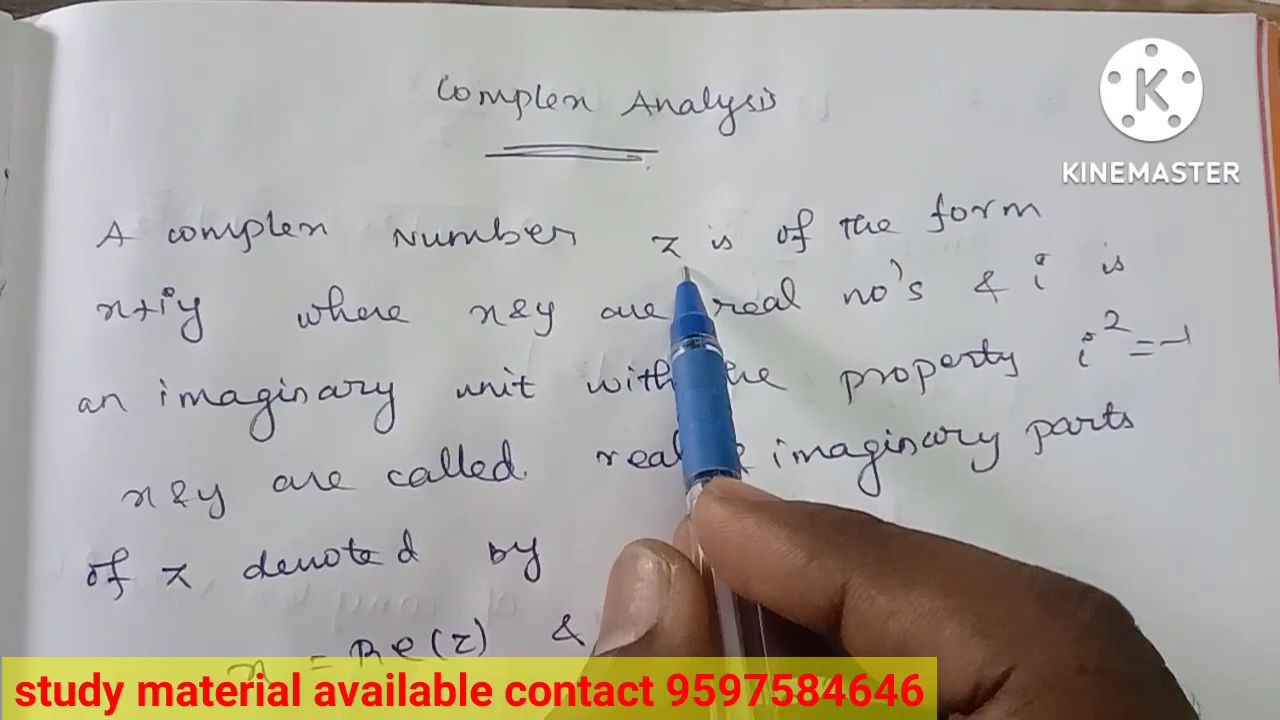 Complex Analysis
KINEMASTER
A complex Number z is of the form
x+iy where x&y are real no's & i is
an imaginary unit with the property i²=-1
x&y are called real & imaginary parts
of z denoted by
x = Re(z) &
study material available contact 9597584646